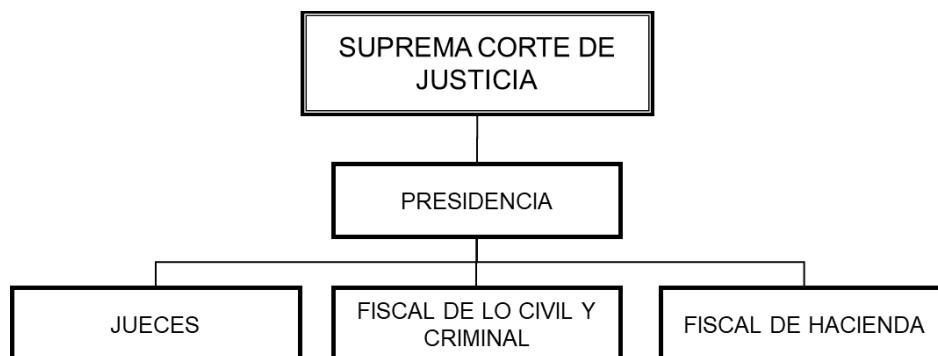 SUPREMA CORTE DE
JUSTICIA
PRESIDENCIA
JUECES
FISCAL DE LO CIVIL Y
CRIMINAL
FISCAL DE HACIENDA